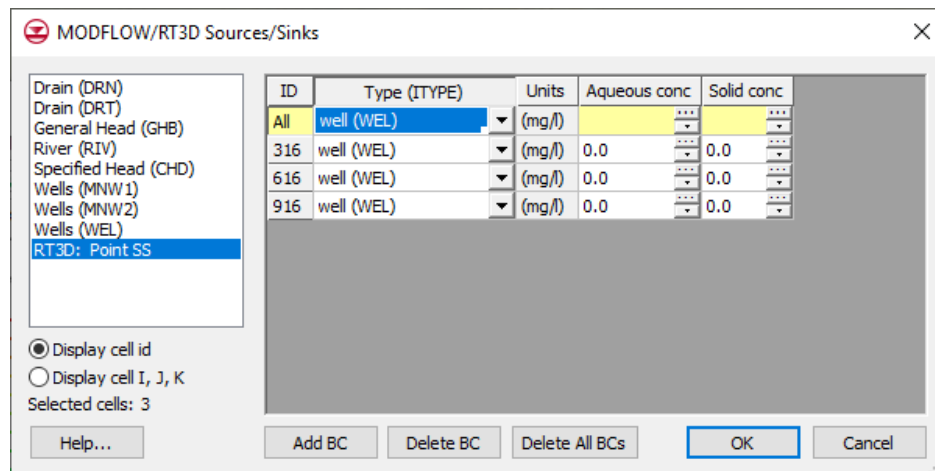 MODFLOW/RT3D Sources/Sinks
Drain (DRN)
Drain (DRT)
General Head (GHB)
River (RIV)
Specified Head (CHD)
Wells (MNW1)
Wells (MNW2)
Wells (WEL)
RT3D:  Point SS
Display cell id
Display cell I, J, K
Selected cells: 3
ID Type (ITYPE) Units Aqueous conc Solid conc
All well (WEL) (mg/l)
316 well (WEL) (mg/l) 0.0 0.0
616 well (WEL) (mg/l) 0.0 0.0
916 well (WEL) (mg/l) 0.0 0.0
Help... Add BC Delete BC Delete All BCs OK Cancel